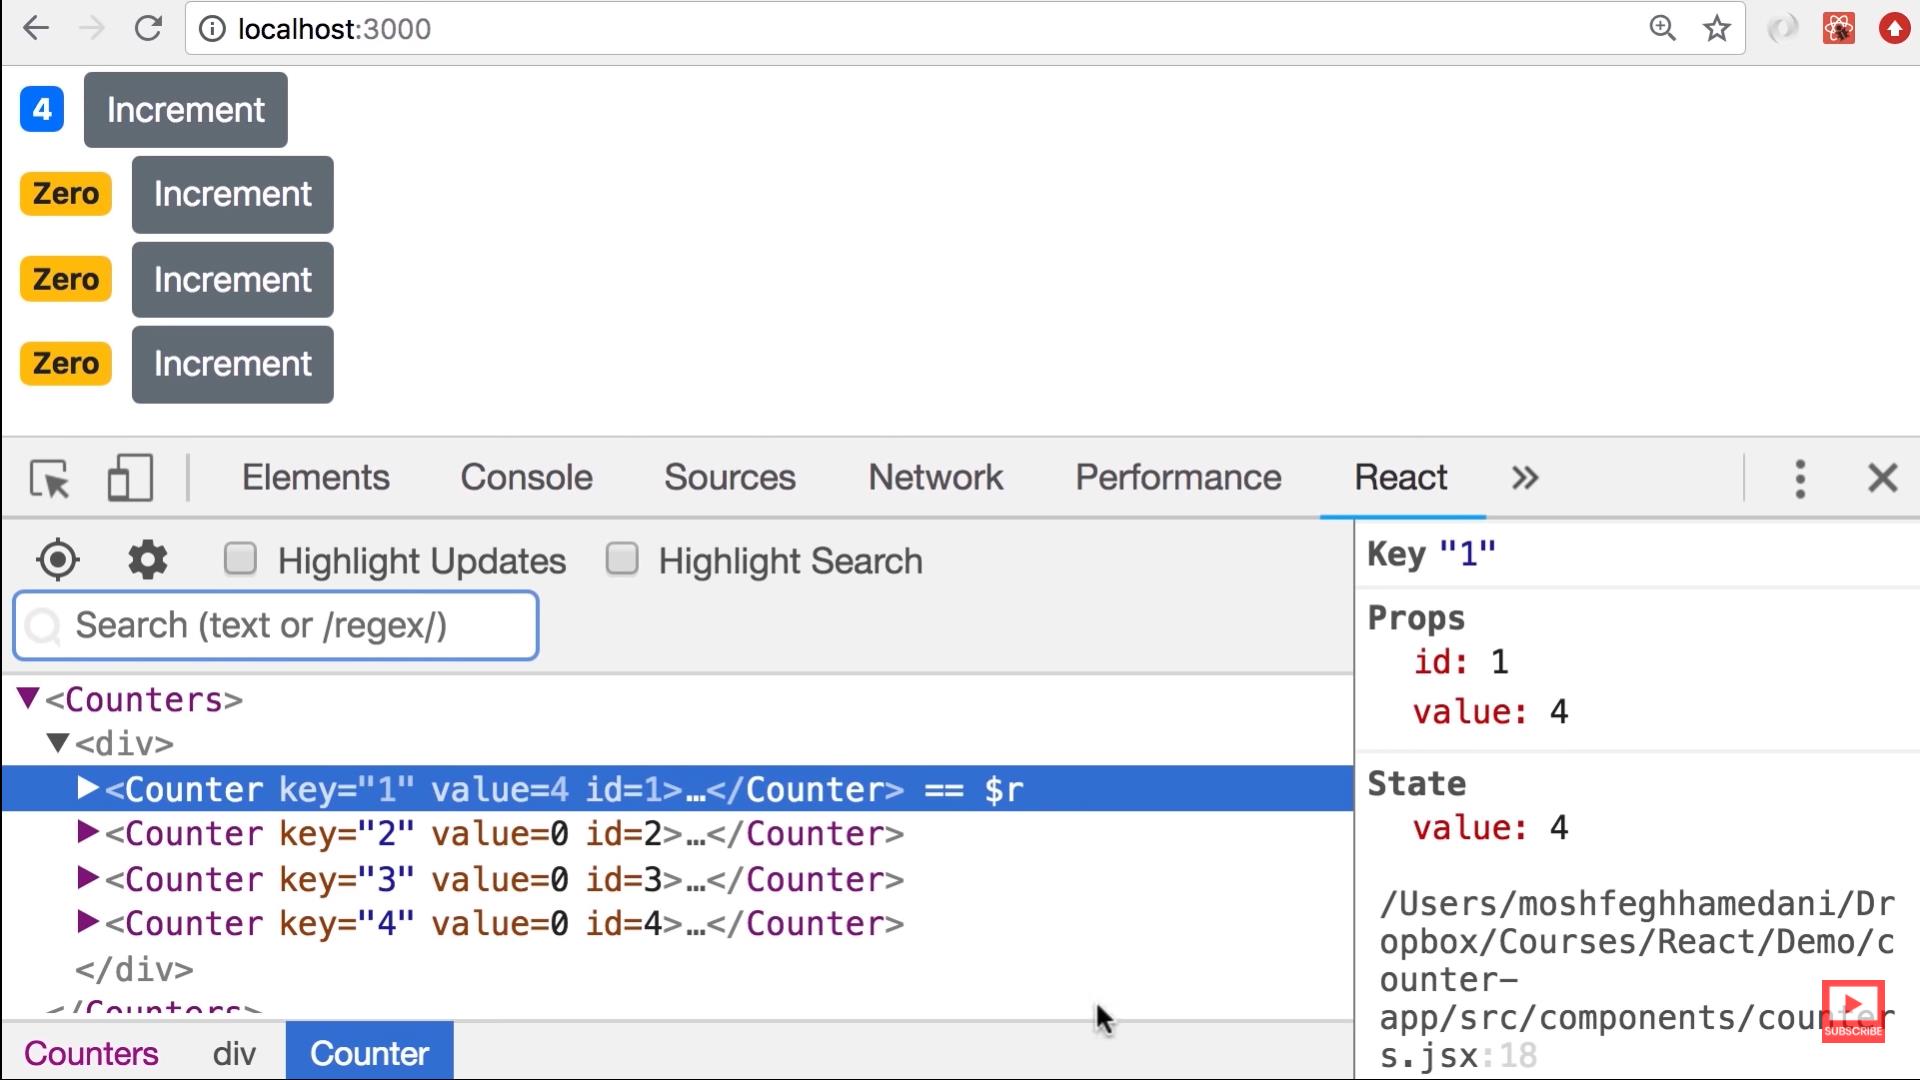 localhost:3000
4 Increment
Zero Increment
Zero Increment
Zero Increment
Elements Console Sources Network Performance React »
Highlight Updates Highlight Search
Search (text or /regex/)
<Counters>
<div>
<Counter key="1" value=4 id=1>…</Counter> == $r
<Counter key="2" value=0 id=2>…</Counter>
<Counter key="3" value=0 id=3>…</Counter>
<Counter key="4" value=0 id=4>…</Counter>
</div>
</Counters>
Counters div Counter
Key "1"
Props
id: 1
value: 4
State
value: 4
/Users/moshfeghhamedani/Dr
opbox/Courses/React/Demo/c
ounter-
app/src/components/counter
s.jsx:18
SUBSCRIBE